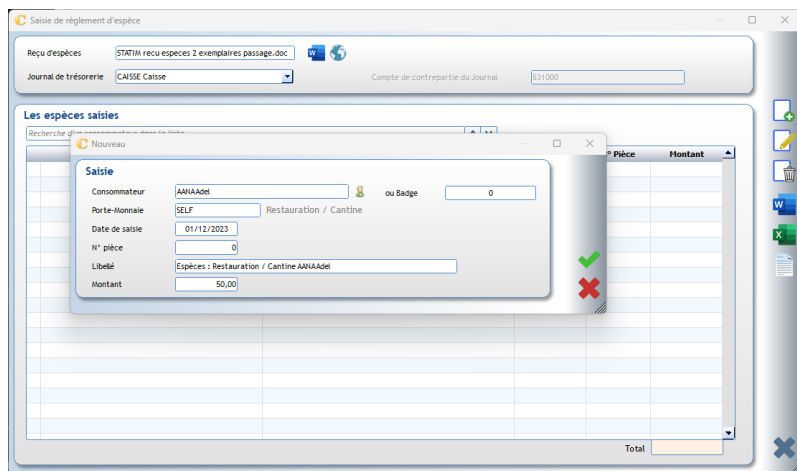 Saisie de règlement d'espèce
Reçu d'espèces STATIM recu especes 2 exemplaires passage.doc
Journal de trésorerie CAISSE Caisse Compte de contrepartie du Journal 531000
Les espèces saisies
Nouveau
Saisie
Consommateur AANAAdel ou Badge 0
Porte-Monnaie SELF Restauration / Cantine
Date de saisie 01/12/2023
N° pièce 0
Libellé Espèces : Restauration / Cantine AANAAdel
Montant 50,00
° Pièce Montant
Total